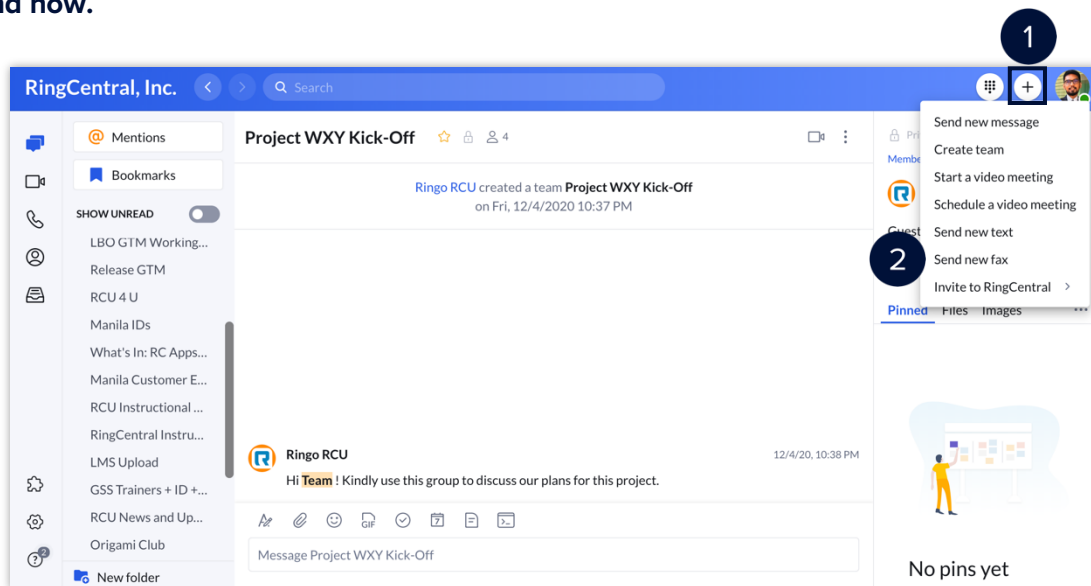 now.
1
RingCentral, Inc.
Search
Mentions
Bookmarks
SHOW UNREAD
LBO GTM Working...
Release GTM
RCU 4 U
Manila IDs
What's In: RC Apps...
Manila Customer E...
RCU Instructional ...
RingCentral Instru...
LMS Upload
GSS Trainers + ID +...
RCU News and Up...
Origami Club
New folder
2
Project WXY Kick-Off
4
Ringo RCU created a team Project WXY Kick-Off
on Fri, 12/4/2020 10:37 PM
Ringo RCU
12/4/20, 10:38 PM
Hi Team ! Kindly use this group to discuss our plans for this project.
GIF
7
Message Project WXY Kick-Off
Send new message
Create team
Start a video meeting
Schedule a video meeting
Send new text
2
Send new fax
Invite to RingCentral
Pri
Membe
Guest
Pinned
Files
Images
No pins yet